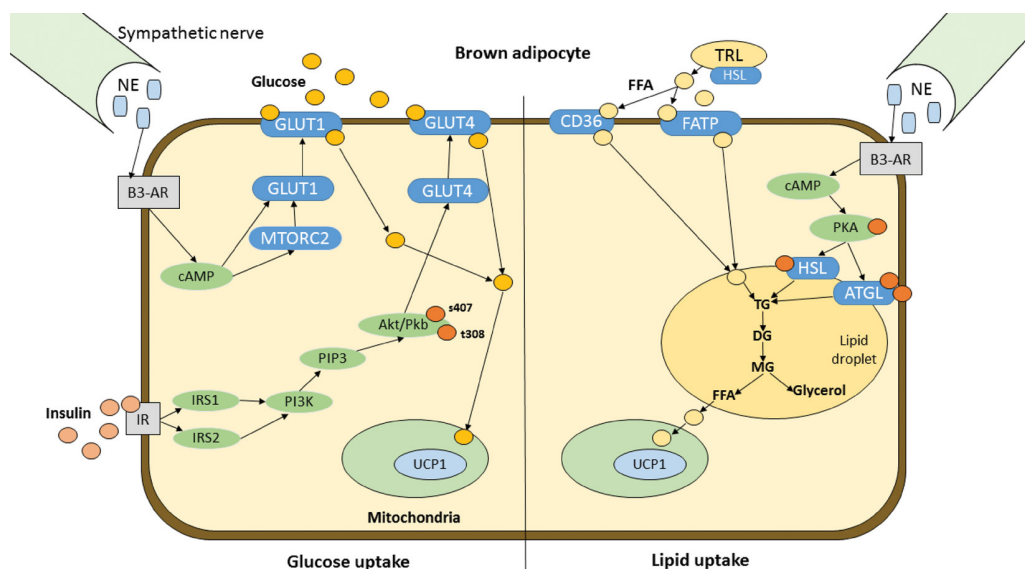 Sympathetic nerve
NE
Brown adipocyte
Glucose
GLUT1
GLUT4
B3-AR
GLUT1
GLUT4
MTORC2
cAMP
Akt/Pkb
s407
t308
PIP3
PI3K
Insulin
IR
IRS1
IRS2
UCP1
Mitochondria
Glucose uptake
TRL
HSL
FFA
CD36
FATP
NE
B3-AR
cAMP
PKA
HSL
ATGL
TG
DG
MG
Lipid
droplet
FFA
Glycerol
UCP1
Lipid uptake